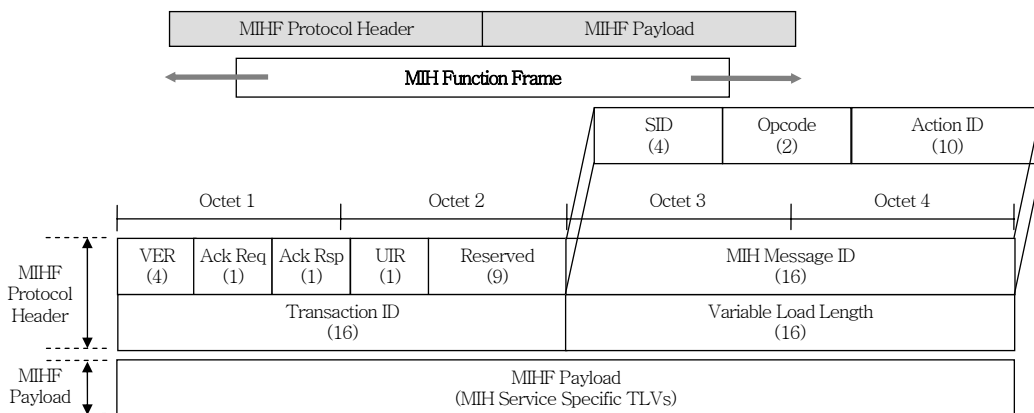 MIHF Protocol Header
MIHF Payload
MIH Function Frame
SID
(4)
Opcode
(2)
Action ID
(10)
Octet 1
Octet 2
Octet 3
Octet 4
MIHF
Protocol
Header
VER
(4)
Ack Req
(1)
Ack Rsp
(1)
UIR
(1)
Reserved
(9)
MIH Message ID
(16)
Transaction ID
(16)
Variable Load Length
(16)
MIHF
Payload
MIHF Payload
(MIH Service Specific TLVs)